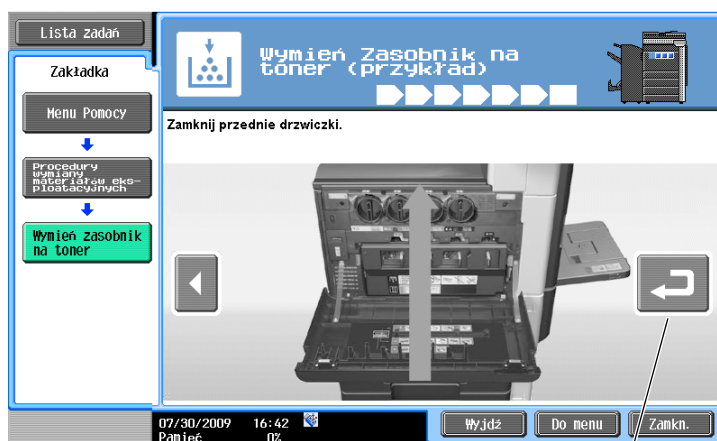 Lista zadań
Zakładka
Menu Pomocy
Procedury
wymiany
materiałów eks-
ploatacyjnych
Wymień zasobnik
na toner
Wymień Zasobnik na
toner (przykład)
Zamknij przednie drzwiczki.
07/30/2009 16:42
Pamięć 0%
Wyjdź
Do menu
Zamkn.